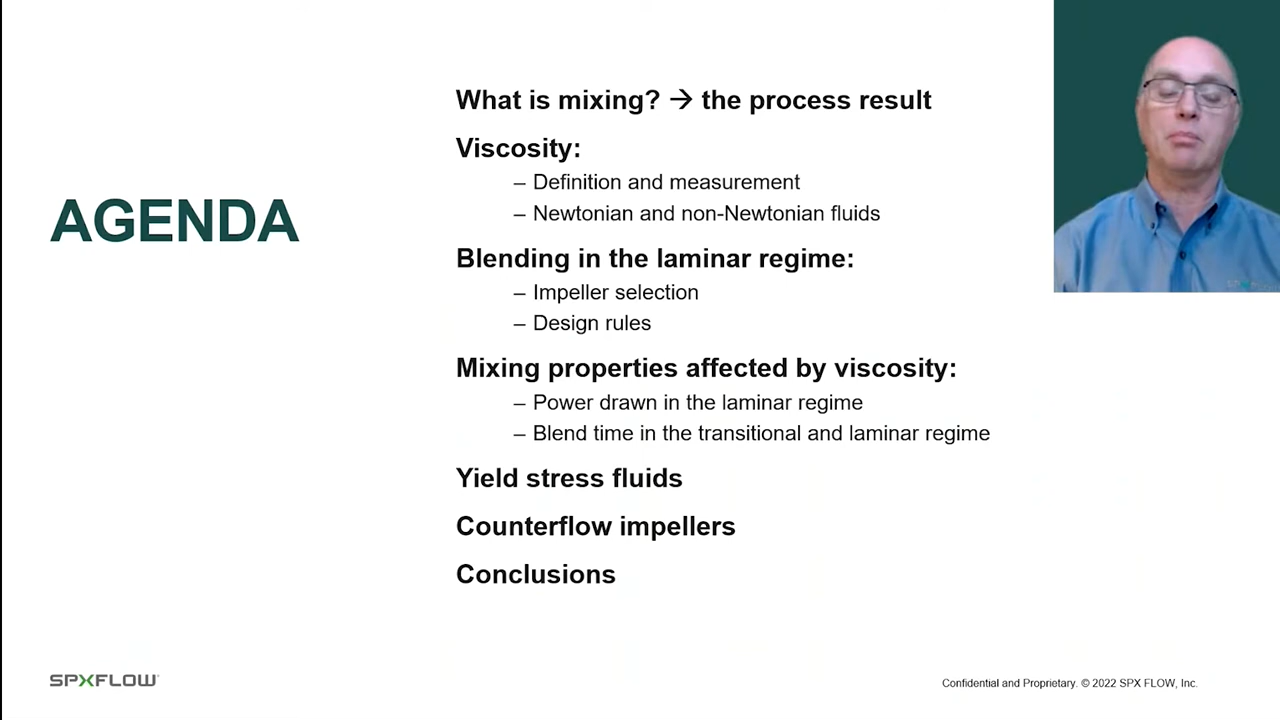 AGENDA
What is mixing? → the process result
Viscosity:
– Definition and measurement
– Newtonian and non-Newtonian fluids
Blending in the laminar regime:
– Impeller selection
– Design rules
Mixing properties affected by viscosity:
– Power drawn in the laminar regime
– Blend time in the transitional and laminar regime
Yield stress fluids
Counterflow impellers
Conclusions
SPXFLOW
Confidential and Proprietary. © 2022 SPX FLOW, Inc.